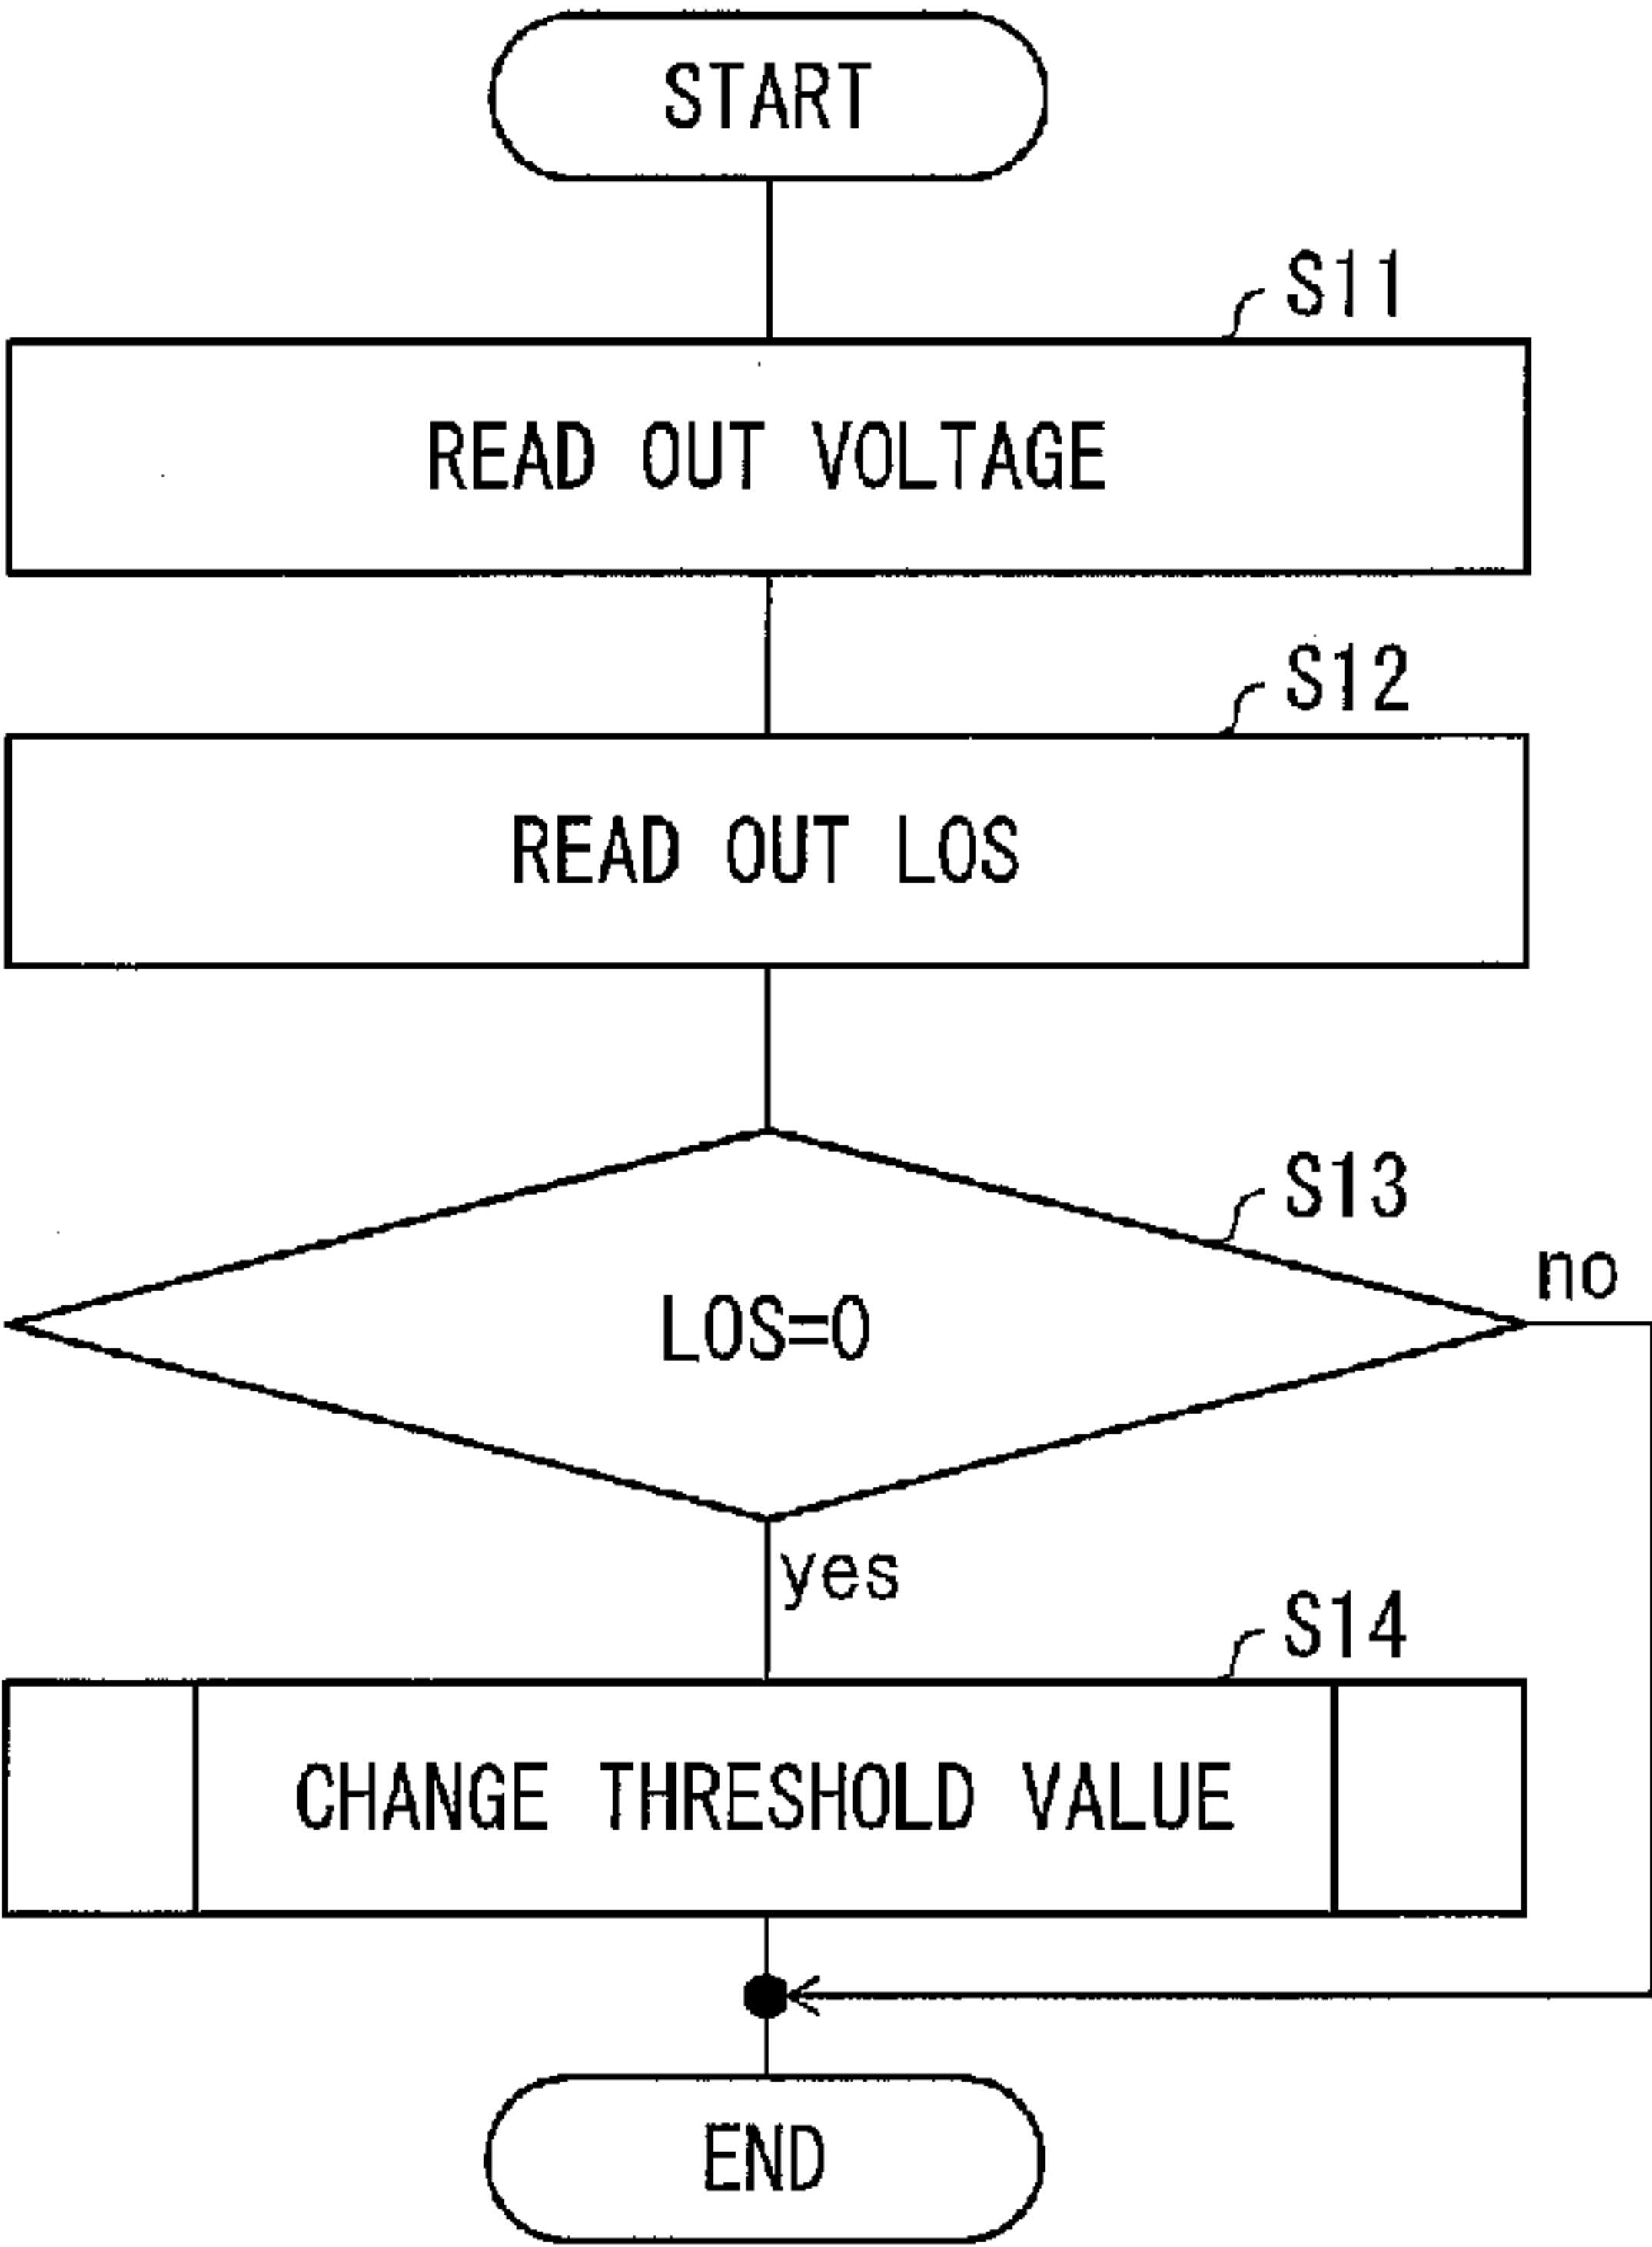 START
S11
READ OUT VOLTAGE
S12
READ OUT LOS
S13
LOS=0
no
yes
S14
CHANGE THRESHOLD VALUE
END